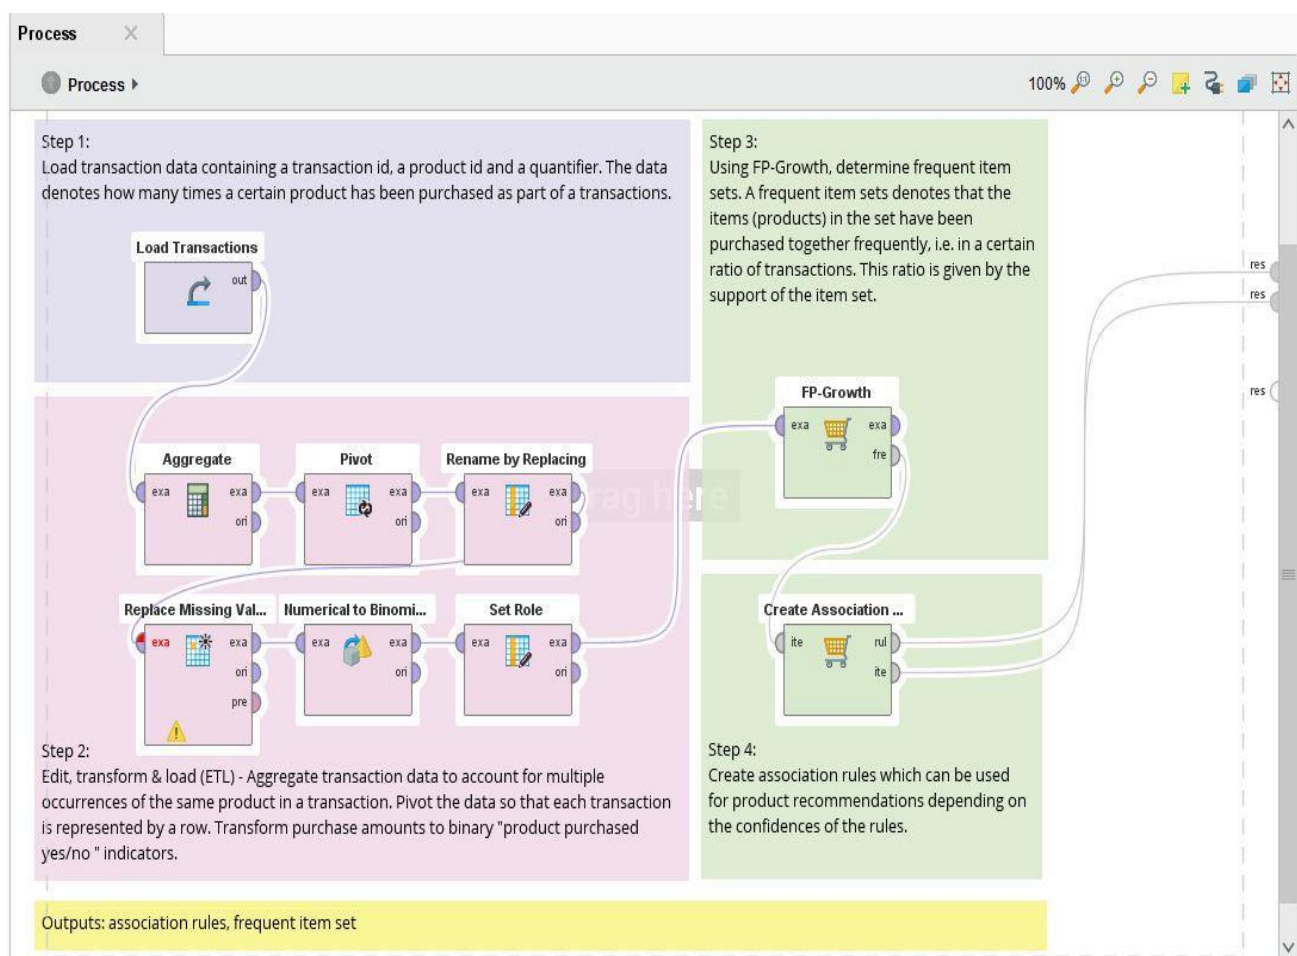 Process
Process
100%
Step 1:
Load transaction data containing a transaction id, a product id and a quantifier. The data
denotes how many times a certain product has been purchased as part of a transactions.
Load Transactions
out
Aggregate
exa
exa
ori
Pivot
exa
exa
ori
Rename by Replacing
exa
exa
ori
Replace Missing Val...
exa
exa
ori
pre
Numerical to Binomi...
exa
exa
ori
Set Role
exa
exa
ori
Step 2:
Edit, transform & load (ETL) - Aggregate transaction data to account for multiple
occurrences of the same product in a transaction. Pivot the data so that each transaction
is represented by a row. Transform purchase amounts to binary "product purchased
yes/no " indicators.
Step 3:
Using FP-Growth, determine frequent item
sets. A frequent item sets denotes that the
items (products) in the set have been
purchased together frequently, i.e. in a certain
ratio of transactions. This ratio is given by the
support of the item set.
FP-Growth
exa
exa
fre
rag here
Create Association ...
ite
rul
ite
Step 4:
Create association rules which can be used
for product recommendations depending on
the confidences of the rules.
res
res
res
Outputs: association rules, frequent item set